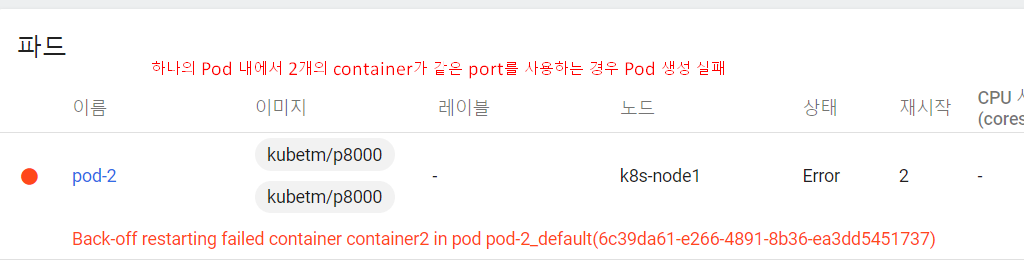 파드
하나의 Pod 내에서 2개의 container가 같은 port를 사용하는 경우 Pod 생성 실패
이름 이미지 레이블 노드 상태 재시작 CPU
(cores
kubetm/p8000
pod-2 - k8s-node1 Error 2 -
kubetm/p8000
Back-off restarting failed container container2 in pod pod-2_default(6c39da61-e266-4891-8b36-ea3dd5451737)